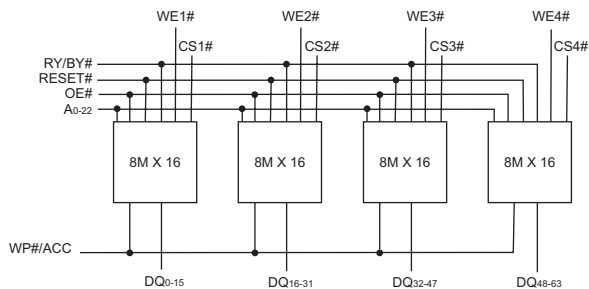 WE1# WE2# WE3# WE4#
CS1# CS2# CS3# CS4#
RY/BY#
RESET#
OE#
A0-22
8M X 16 8M X 16 8M X 16 8M X 16
WP#/ACC
DQ0-15 DQ16-31 DQ32-47 DQ48-63